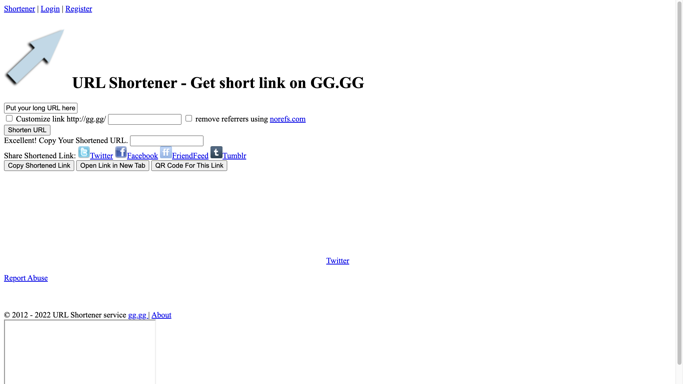 Shortener | Login | Register
URL Shortener - Get short link on GG.GG
Put your long URL here
Customize link http://gg.gg/ remove referrers using norefs.com
Shorten URL
Excellent! Copy Your Shortened URL.
Share Shortened Link: Twitter Facebook FriendFeed Tumblr
Copy Shortened Link Open Link in New Tab QR Code For This Link
Twitter
Report Abuse
© 2012 - 2022 URL Shortener service gg.gg | About